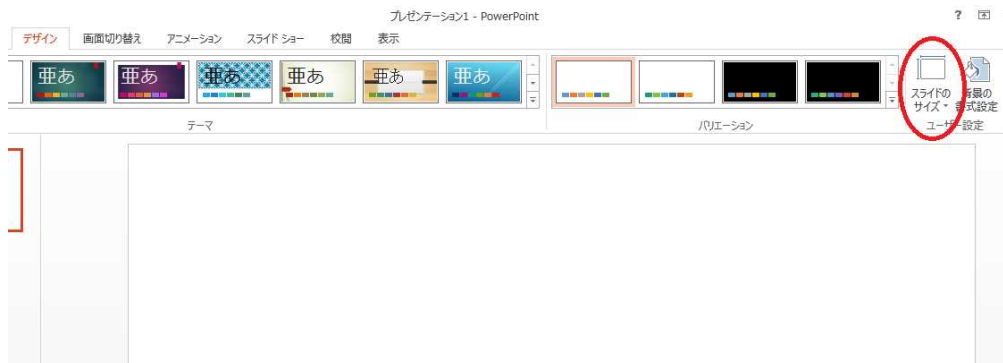 プレゼンテーション1 - PowerPoint
?
デザイン 画面切り替え アニメーション スライド ショー 校閲 表示
亜あ 亜あ 亜あ 亜あ 亜あ 亜あ
スライドの
サイズ
背景の
書式設定
テーマ バリエーション ユーザー設定